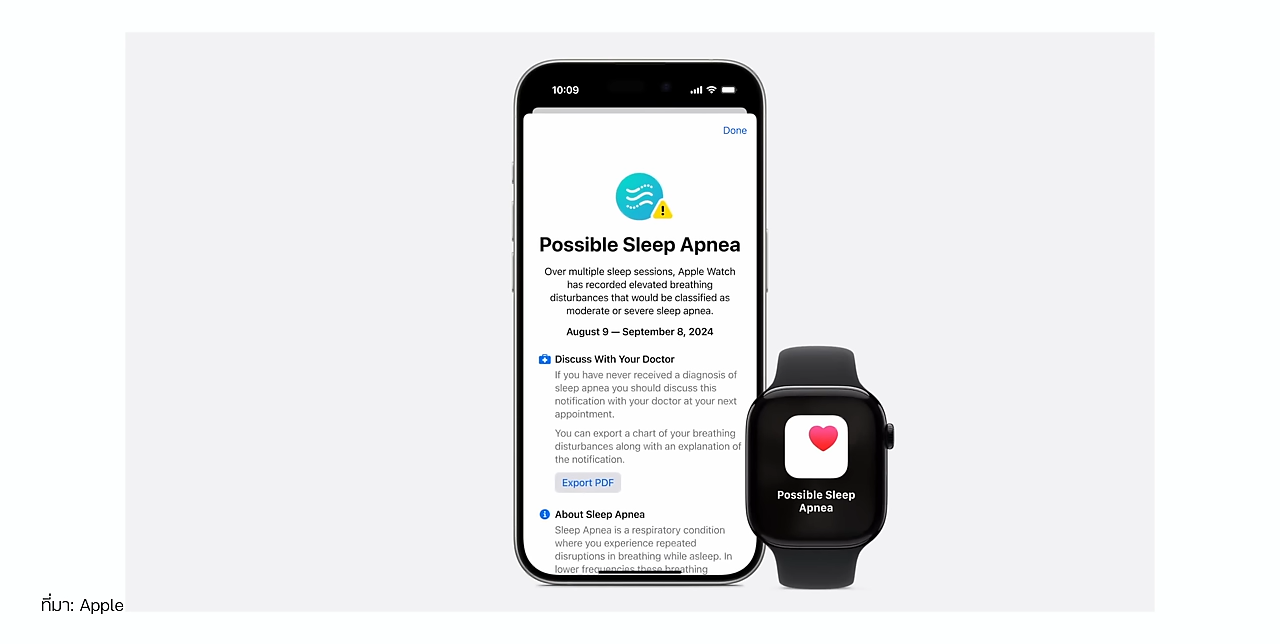 10:09
Done
Possible Sleep Apnea
Over multiple sleep sessions, Apple Watch
has recorded elevated breathing
disturbances that would be classified as
moderate or severe sleep apnea.
August 9 — September 8, 2024
Discuss With Your Doctor
If you have never received a diagnosis of
sleep apnea you should discuss this
notification with your doctor at your next
appointment.
You can export a chart of your breathing
disturbances along with an explanation of
the notification.
Export PDF
About Sleep Apnea
Sleep Apnea is a respiratory condition
where you experience repeated
disruptions in breathing while asleep. In
lower frequencies these breathing
Possible Sleep
Apnea
ที่มา: Apple